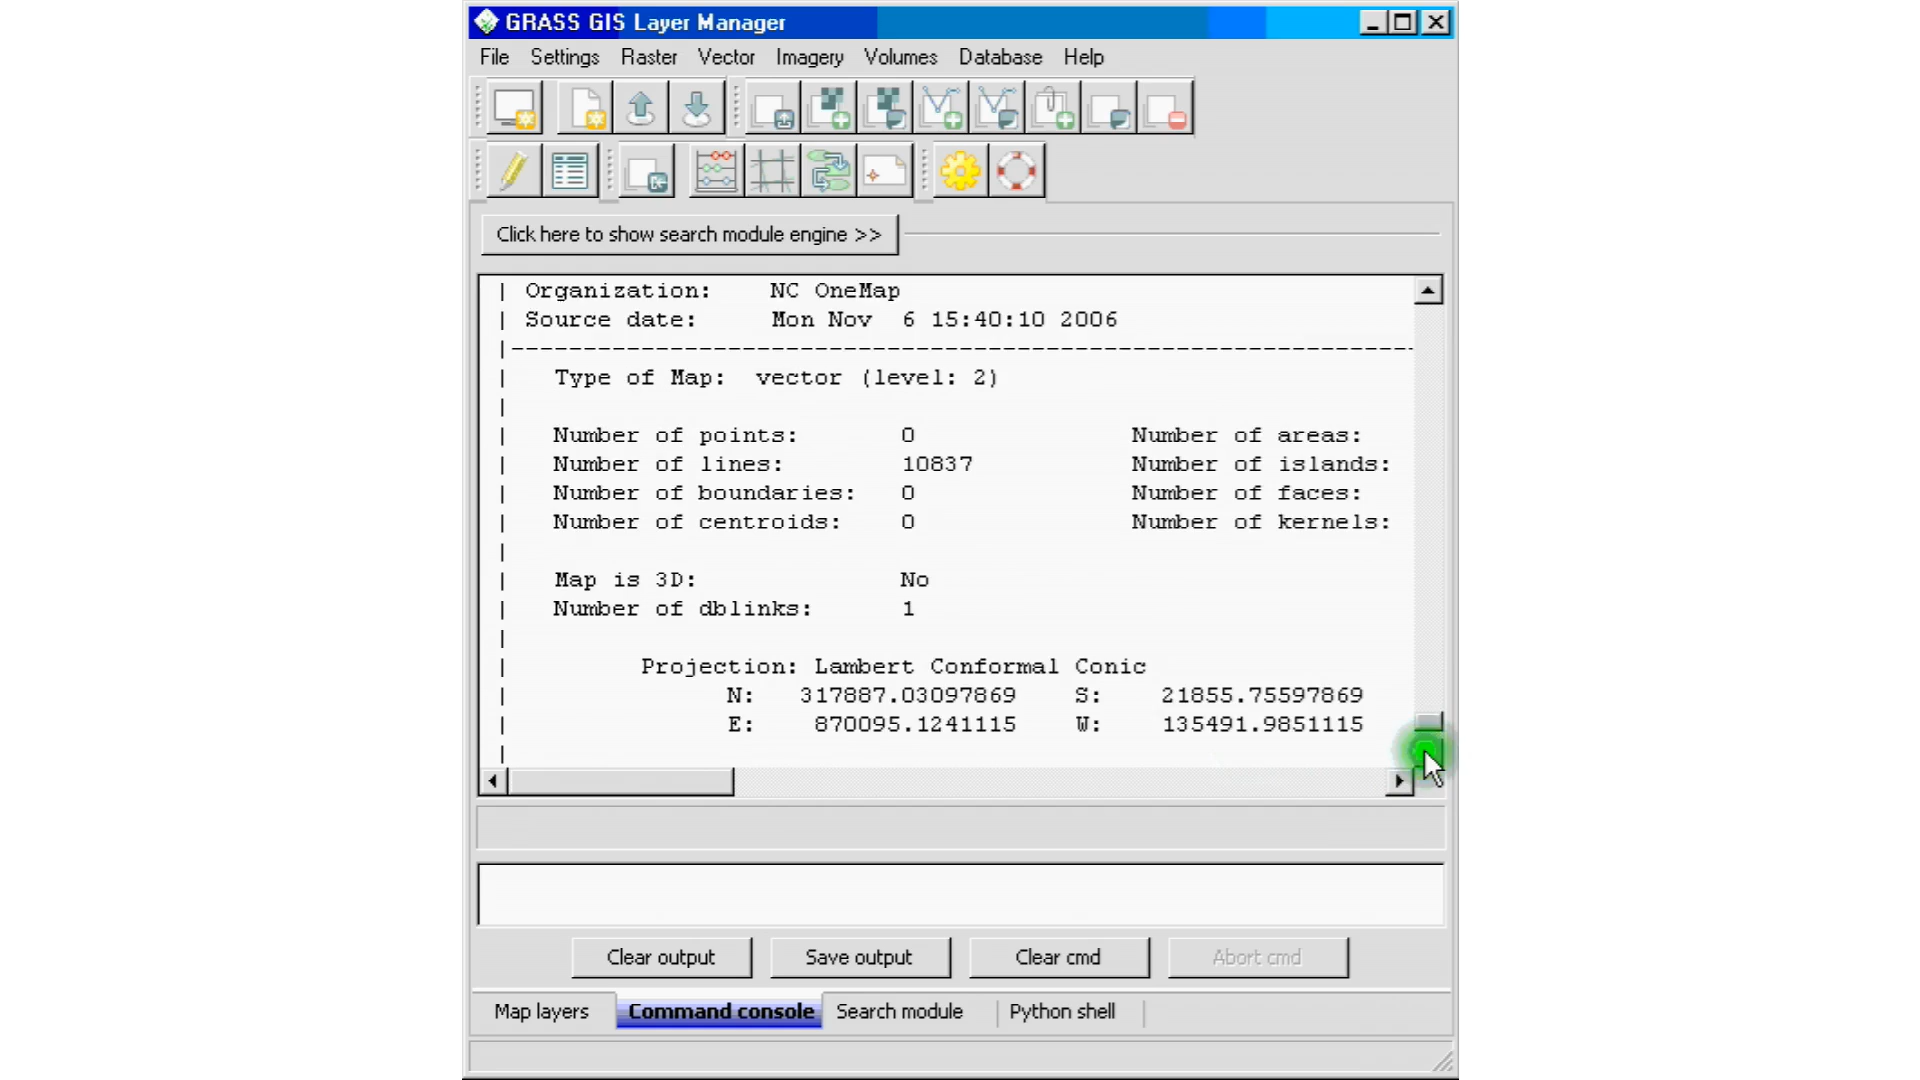 GRASS GIS Layer Manager
File Settings Raster Vector Imagery Volumes Database Help
Click here to show search module engine >>
| Organization: NC OneMap
| Source date: Mon Nov 6 15:40:10 2006
|----------------------------------------------------------------
| Type of Map: vector (level: 2)
|
| Number of points: 0 Number of areas:
| Number of lines: 10837 Number of islands:
| Number of boundaries: 0 Number of faces:
| Number of centroids: 0 Number of kernels:
|
| Map is 3D: No
| Number of dblinks: 1
|
| Projection: Lambert Conformal Conic
| N: 317887.03097869 S: 21855.75597869
| E: 870095.1241115 W: 135491.9851115
|
Clear output Save output Clear cmd Abort cmd
Map layers Command console Search module Python shell